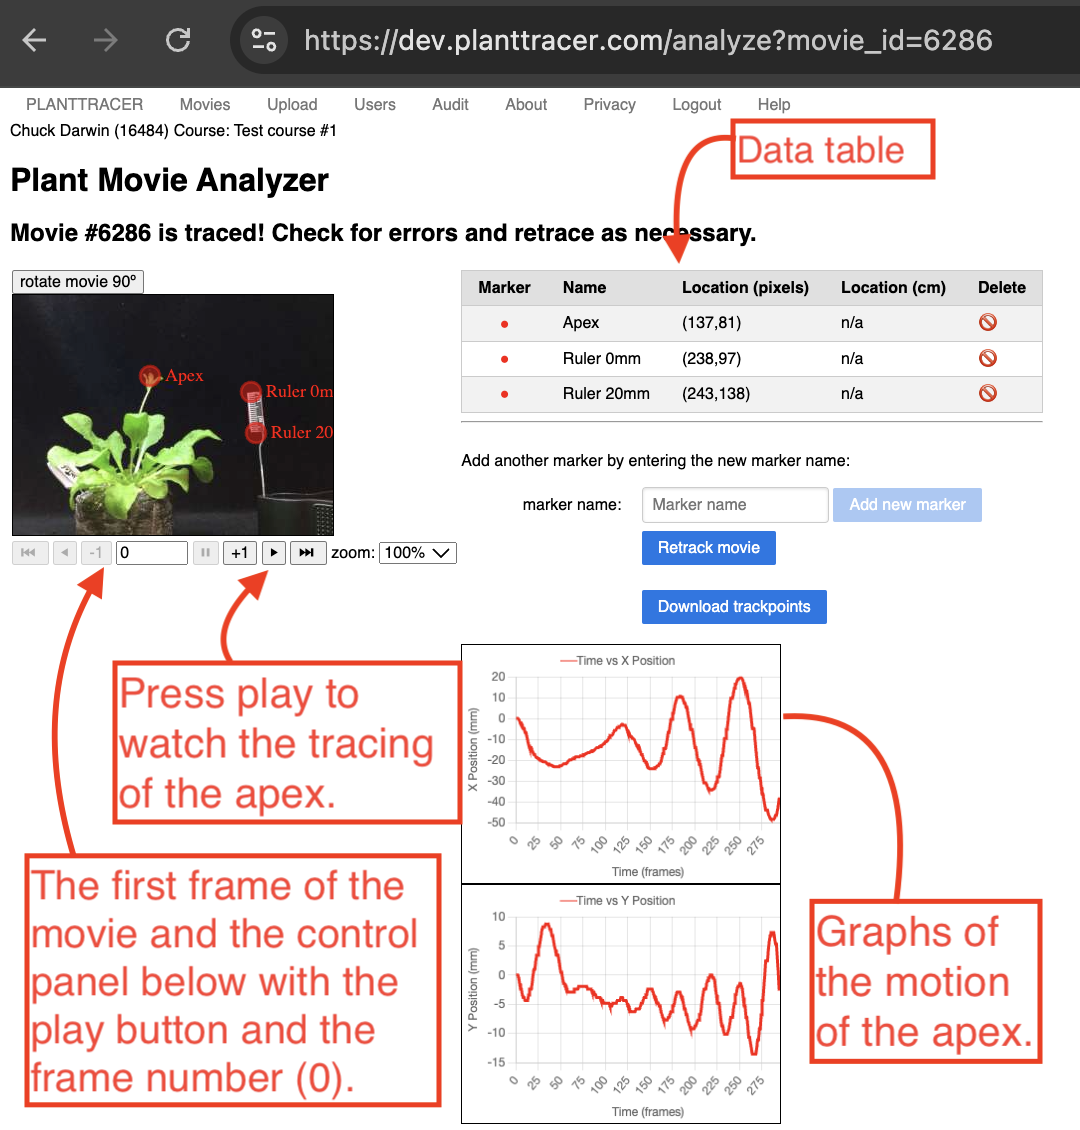 https://dev.planttracer.com/analyze?movie_id=6286
PLANTTRACER Movies Upload Users Audit About Privacy Logout Help
Chuck Darwin (16484) Course: Test course #1
Data table
Plant Movie Analyzer
Movie #6286 is traced! Check for errors and retrace as necessary.
rotate movie 90º
Apex
Ruler 0m
Ruler 20
-1 0 +1 zoom: 100%
Marker Name Location (pixels) Location (cm) Delete
Apex (137,81) n/a
Ruler 0mm (238,97) n/a
Ruler 20mm (243,138) n/a
Add another marker by entering the new marker name:
marker name: Marker name Add new marker
Retrack movie
Download trackpoints
Press play to
watch the tracing
of the apex.
The first frame of the
movie and the control
panel below with the
play button and the
frame number (0).
Time vs X Position
X Position (mm)
20
10
0
-10
-20
-30
-40
-50
0 25 50 75 100 125 150 175 200 225 250 275
Time (frames)
Time vs Y Position
Y Position (mm)
10
5
0
-5
-10
-15
0 25 50 75 100 125 150 175 200 225 250 275
Time (frames)
Graphs of
the motion
of the apex.